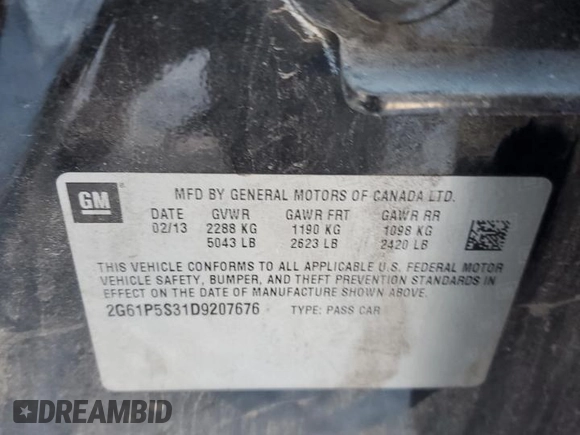 GM
MFD BY GENERAL MOTORS OF CANADA LTD.
DATE GVWR GAWR FRT GAWR RR
02/13 2288 KG 1190 KG 1098 KG
5043 LB 2623 LB 2420 LB
THIS VEHICLE CONFORMS TO ALL APPLICABLE U.S. FEDERAL MOTOR
VEHICLE SAFETY, BUMPER, AND THEFT PREVENTION STANDARDS IN
EFFECT ON THE DATE OF MANUFACTURE SHOWN ABOVE.
2G61P5S31D9207676 TYPE: PASS CAR
DREAMBID